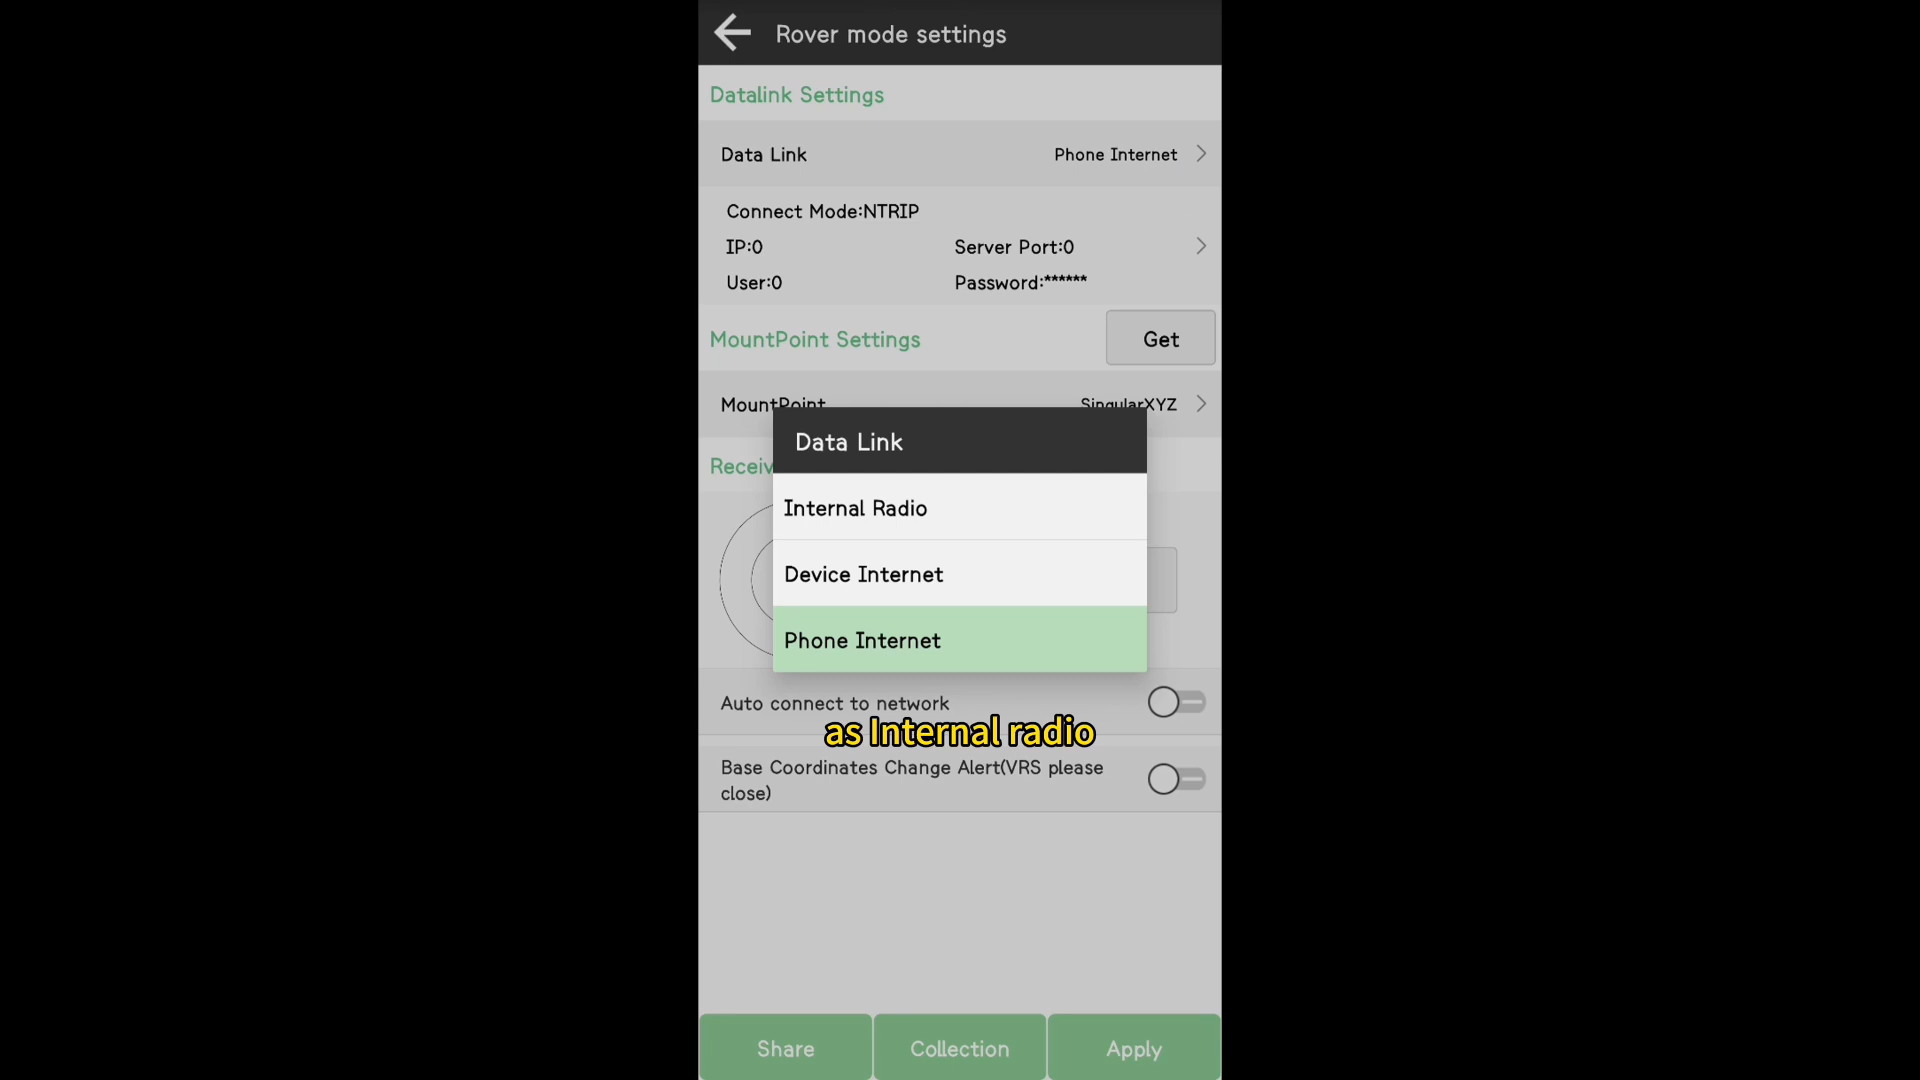 Rover mode settings
Datalink Settings
Data Link Phone Internet
Connect Mode:NTRIP
IP:0 Server Port:0
User:0 Password:******
MountPoint Settings Get
MountPoint SingularXYZ
Receiv
Data Link
Internal Radio
Device Internet
Phone Internet
Auto connect to network
as Internal radio
Base Coordinates Change Alert(VRS please
close)
Share Collection Apply